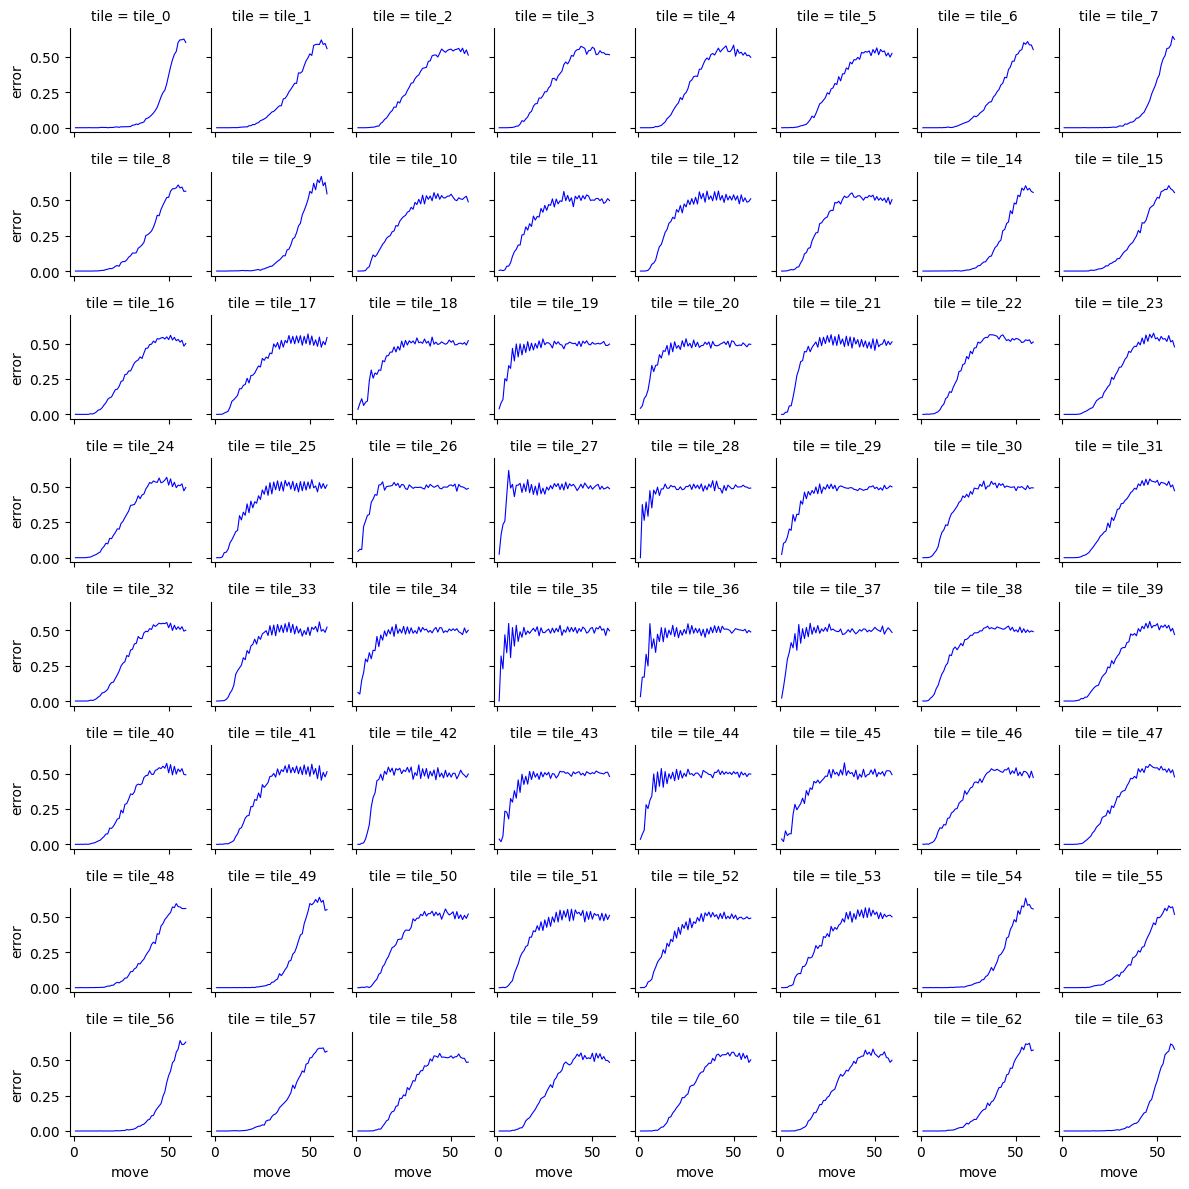 tile = tile_0 tile = tile_1 tile = tile_2 tile = tile_3 tile = tile_4 tile = tile_5 tile = tile_6 tile = tile_7
error
0.50
0.25
0.00
tile = tile_8 tile = tile_9 tile = tile_10 tile = tile_11 tile = tile_12 tile = tile_13 tile = tile_14 tile = tile_15
error
0.50
0.25
0.00
tile = tile_16 tile = tile_17 tile = tile_18 tile = tile_19 tile = tile_20 tile = tile_21 tile = tile_22 tile = tile_23
error
0.50
0.25
0.00
tile = tile_24 tile = tile_25 tile = tile_26 tile = tile_27 tile = tile_28 tile = tile_29 tile = tile_30 tile = tile_31
error
0.50
0.25
0.00
tile = tile_32 tile = tile_33 tile = tile_34 tile = tile_35 tile = tile_36 tile = tile_37 tile = tile_38 tile = tile_39
error
0.50
0.25
0.00
tile = tile_40 tile = tile_41 tile = tile_42 tile = tile_43 tile = tile_44 tile = tile_45 tile = tile_46 tile = tile_47
error
0.50
0.25
0.00
tile = tile_48 tile = tile_49 tile = tile_50 tile = tile_51 tile = tile_52 tile = tile_53 tile = tile_54 tile = tile_55
error
0.50
0.25
0.00
tile = tile_56 tile = tile_57 tile = tile_58 tile = tile_59 tile = tile_60 tile = tile_61 tile = tile_62 tile = tile_63
error
0.50
0.25
0.00
0 50 0 50 0 50 0 50 0 50 0 50 0 50 0 50
move move move move move move move move